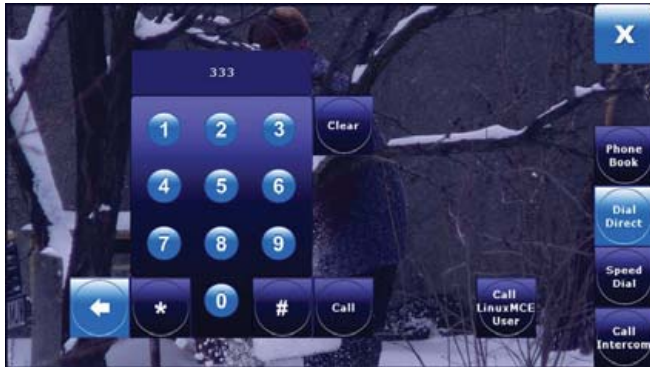 X
333
1 2 3
Clear
Phone
Book
4 5 6
Dial
Direct
7 8 9
Speed
Dial
* 0 #
Call
Call
LinuxMCE
User
Call
Intercom